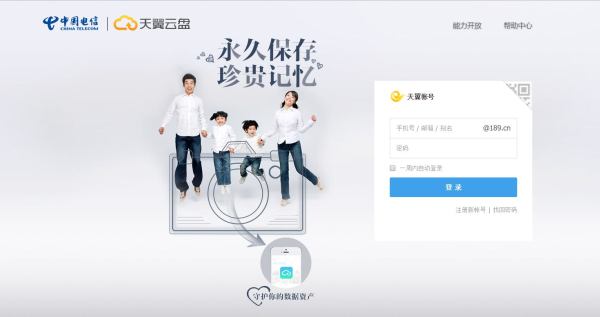 中国电信
CHINA TELECOM
天翼云盘
能力开放
帮助中心
永久保存
珍贵记忆
天翼帐号
手机号 / 邮箱 / 别名
@189.cn
密码
一周内自动登录
登 录
注册新帐号 | 找回密码
守护你的数据资产